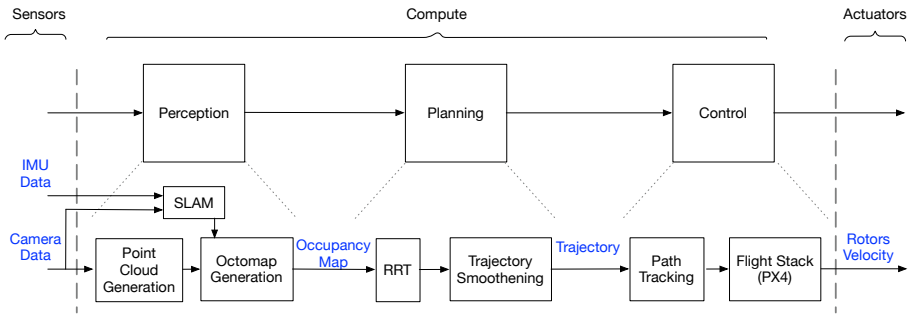 Sensors
Compute
Actuators
Perception
Planning
Control
IMU
Data
SLAM
Camera
Data
Point
Cloud
Generation
Octomap
Generation
Occupancy
Map
RRT
Trajectory
Smoothening
Trajectory
Path
Tracking
Flight Stack
(PX4)
Rotors
Velocity